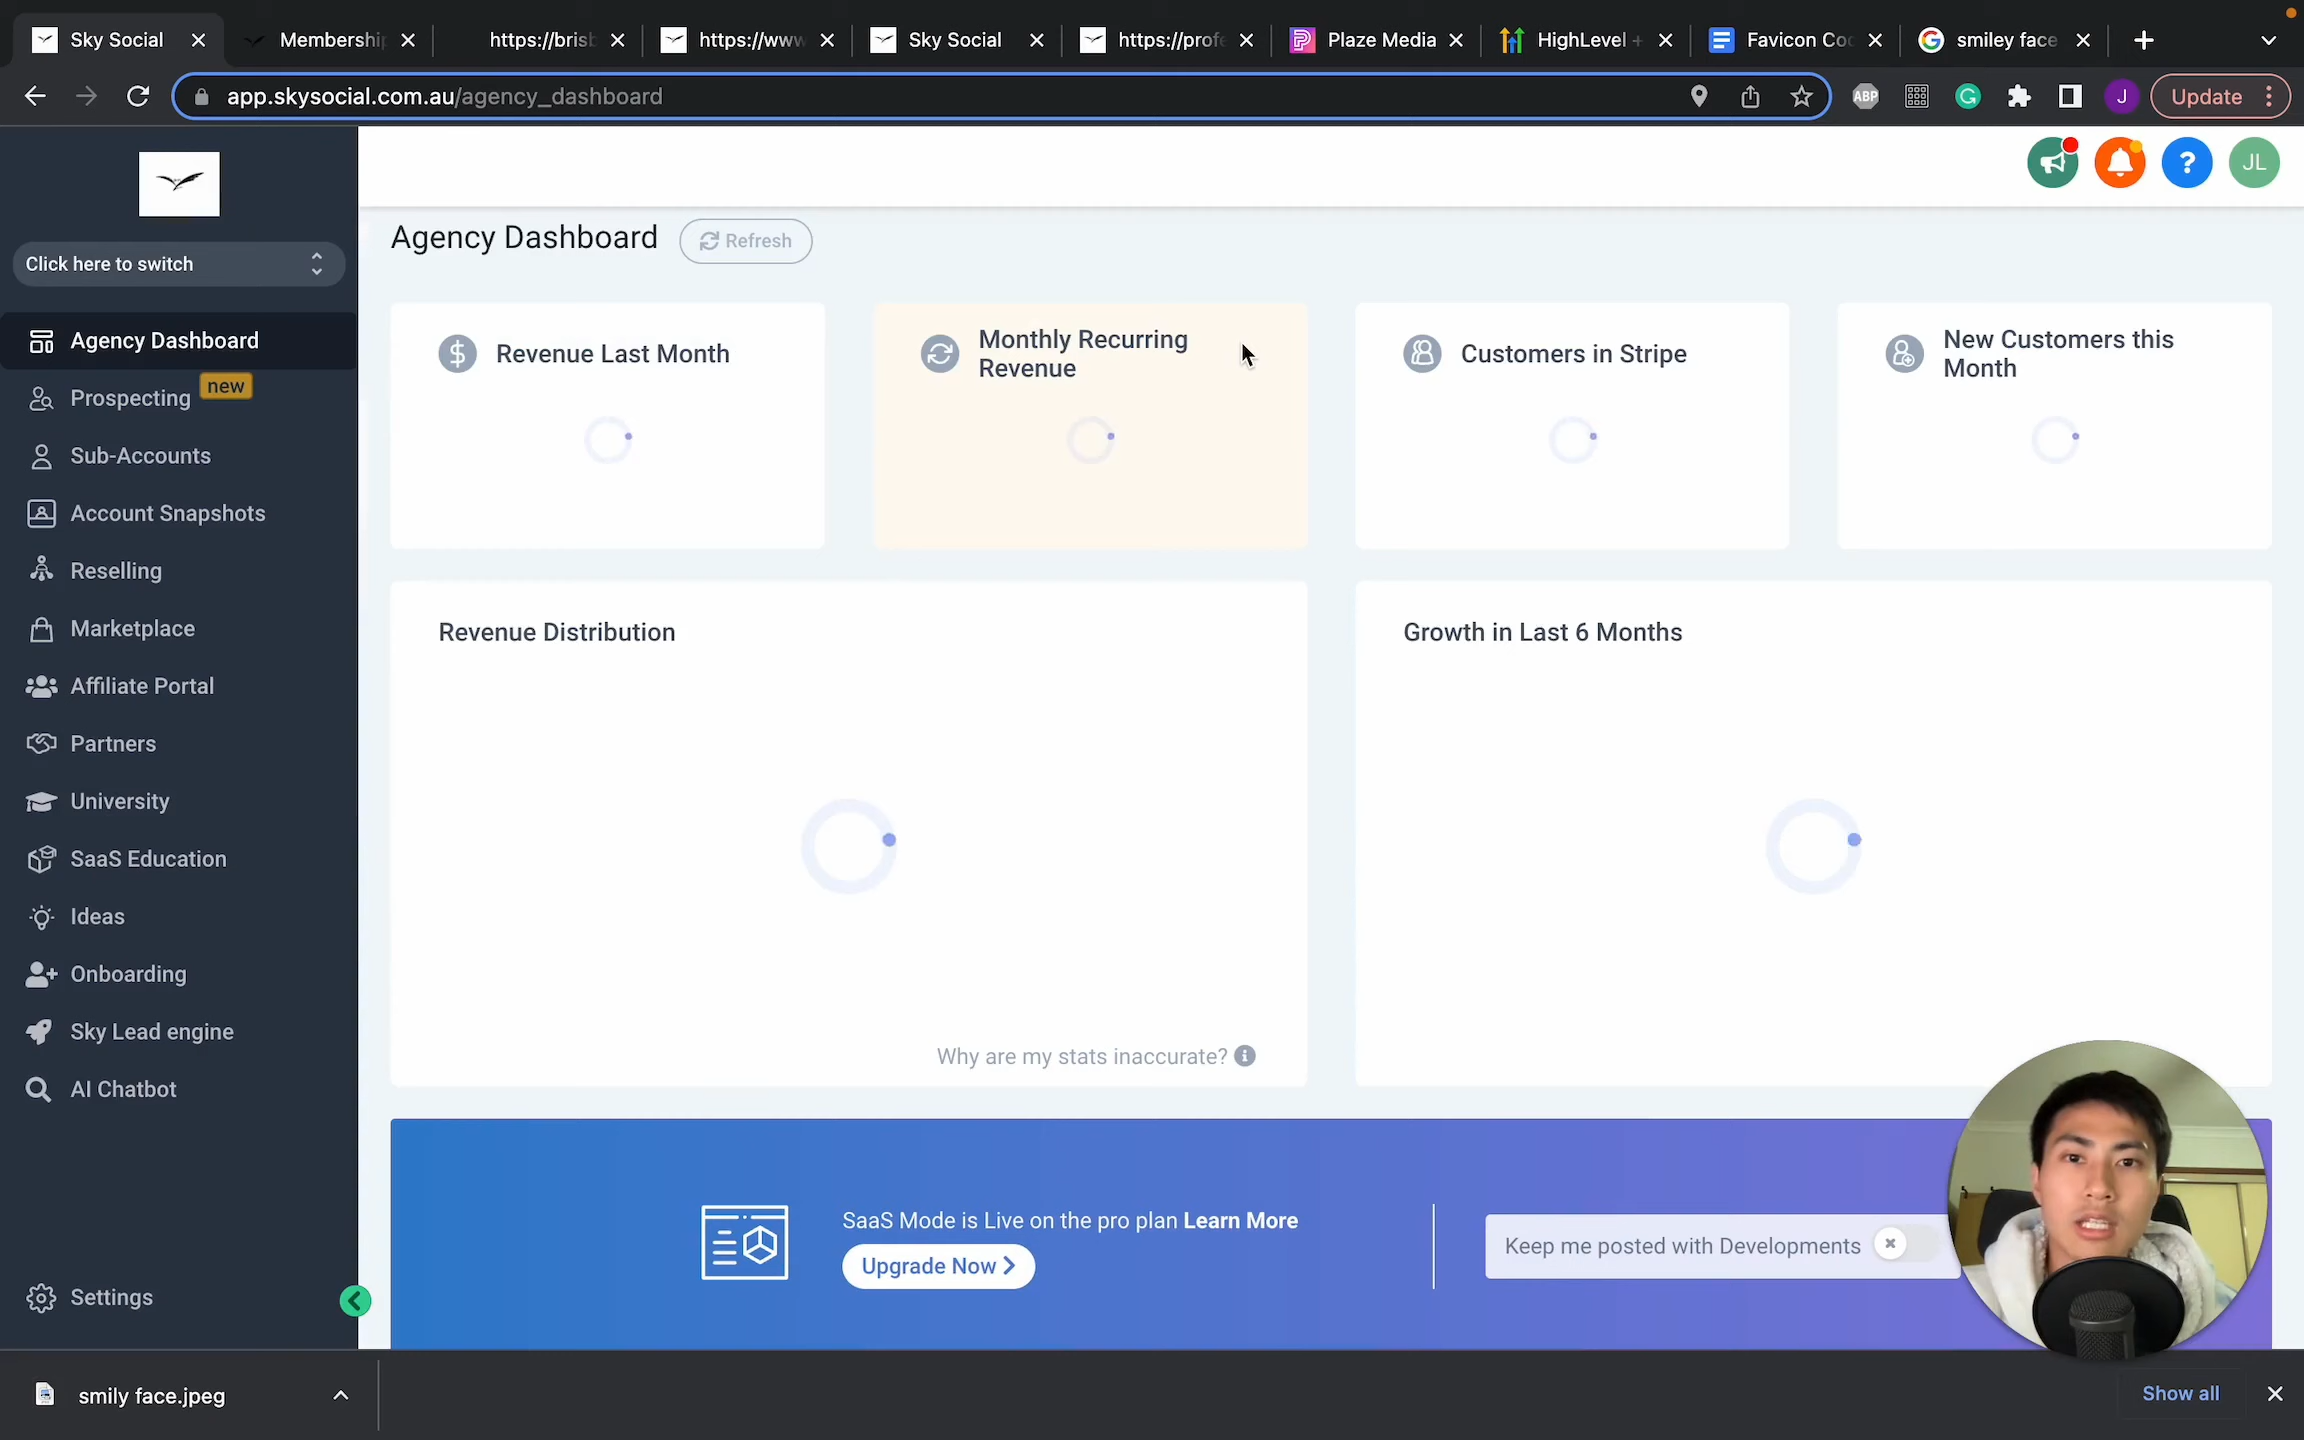 Sky Social
Membership
https://brisb
https://www
Sky Social
https://profe
Plaze Media
HighLevel +
Favicon Coc
smiley face
app.skysocial.com.au/agency_dashboard
ABP
G
J
Update
JL
Click here to switch
Agency Dashboard
Prospecting new
Sub-Accounts
Account Snapshots
Reselling
Marketplace
Affiliate Portal
Partners
University
SaaS Education
Ideas
Onboarding
Sky Lead engine
AI Chatbot
Settings
Agency Dashboard
Refresh
Revenue Last Month
Monthly Recurring
Revenue
Customers in Stripe
New Customers this
Month
Revenue Distribution
Why are my stats inaccurate?
Growth in Last 6 Months
SaaS Mode is Live on the pro plan Learn More
Upgrade Now
Keep me posted with Developments
smily face.jpeg
Show all